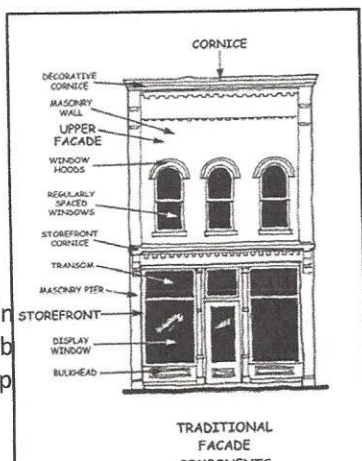 CORNICE
DECORATIVE
CORNICE
MASONRY
WALL
UPPER
FACADE
WINDOW
HOODS
REGULARLY
SPACED
WINDOWS
STOREFRONT
CORNICE
TRANSOM
MASONRY PIER
n
STOREFRONT
DISPLAY
WINDOW
b
p
BULKHEAD
TRADITIONAL
FACADE
COMPONENTS